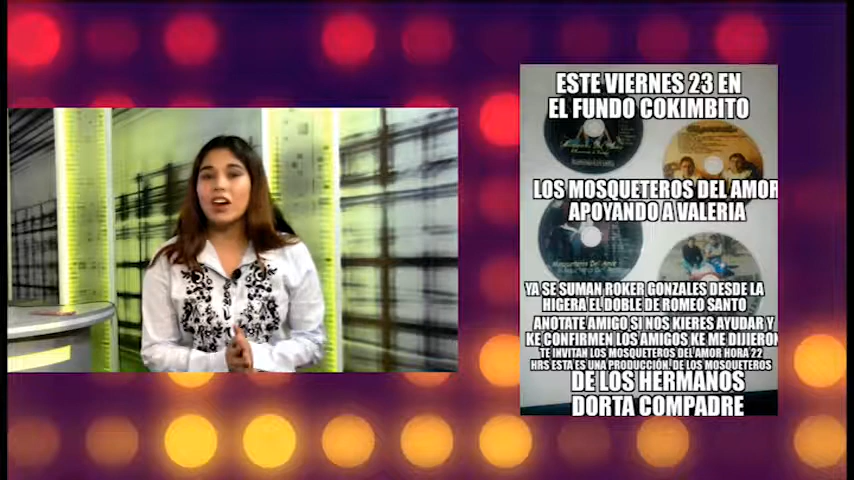 ESTE VIERNES 23 EN
EL FUNDO COKIMBITO
LOS MOSQUETEROS DEL AMOR
APOYANDO A VALERIA
YA SE SUMAN ROKER GONZALES DESDE LA
HIGERA EL DOBLE DE ROMEO SANTO
ANOTATE AMIGO SI NOS KIERES AYUDAR Y
KE CONFIRMEN LOS AMIGOS KE ME DIJIERON
TE INVITAN LOS MOSQUETEROS DEL AMOR HORA 22
HRS ESTA ES UNA PRODUCCIÓN. DE LOS MOSQUETEROS
DE LOS HERMANOS
DORTA COMPADRE